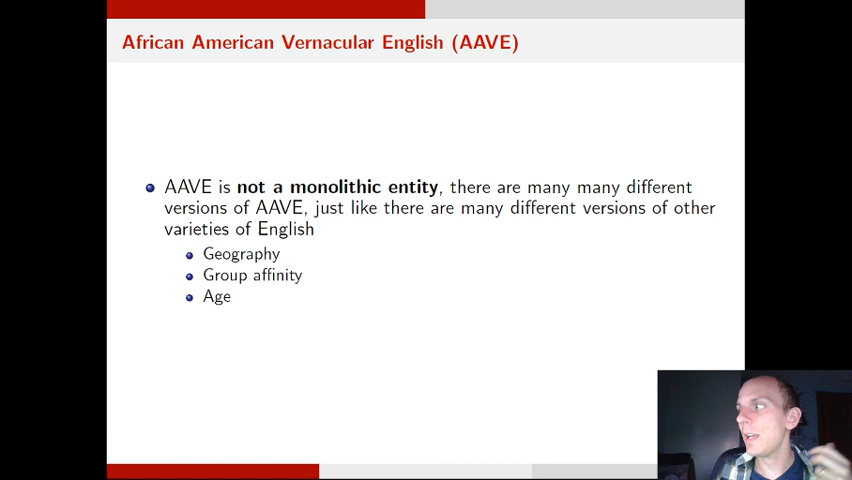 African American Vernacular English (AAVE)
AAVE is not a monolithic entity, there are many many different
versions of AAVE, just like there are many different versions of other
varieties of English
Geography
Group affinity
Age